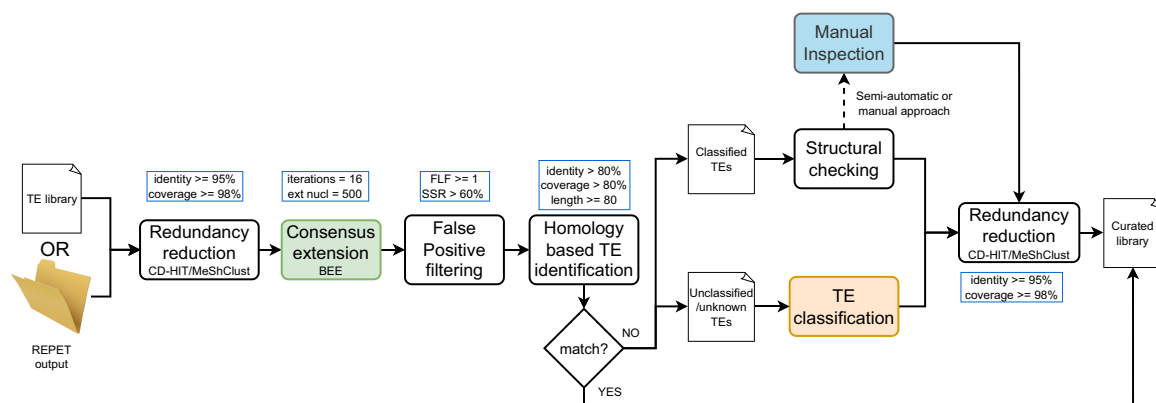 TE library
OR
REPET
output
identity >= 95%
coverage >= 98%
Redundancy
reduction
CD-HIT/MeShClust
iterations = 16
ext nucl = 500
Consensus
extension
BEE
FLF >= 1
SSR > 60%
False
Positive
filtering
identity > 80%
coverage > 80%
length >= 80
Homology
based TE
identification
match?
NO
YES
Classified
TEs
Structural
checking
Semi-automatic or
manual approach
Manual
Inspection
Unclassified
/unknown
TEs
TE
classification
Redundancy
reduction
CD-HIT/MeShClust
identity >= 95%
coverage >= 98%
Curated
library